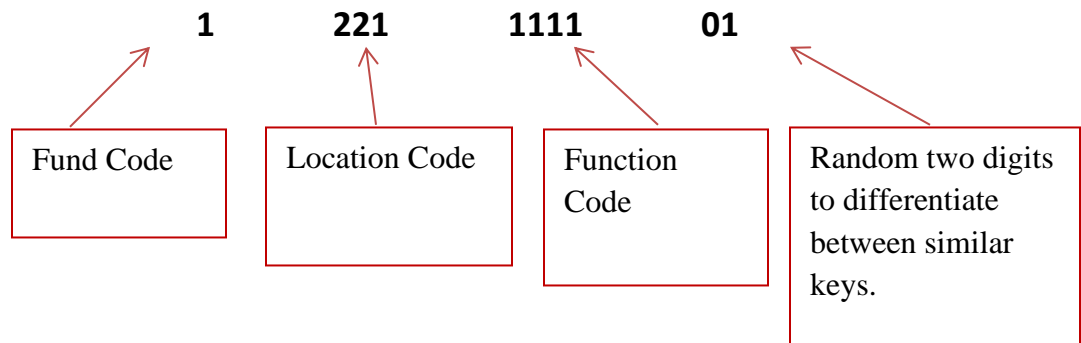 1 221 1111 01
Fund Code
Location Code
Function
Code
Random two digits
to differentiate
between similar
keys.